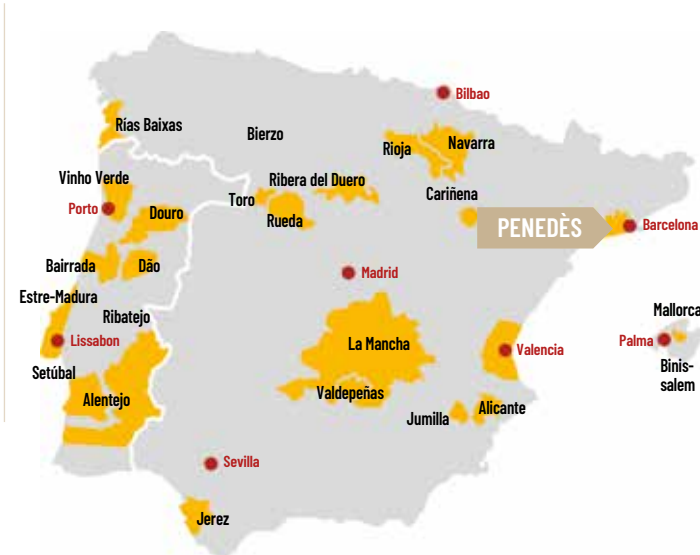 Bilbao
Rías Baixas
Bierzo
Rioja
Navarra
Vinho Verde
Toro
Ribera del Duero
Cariñena
Porto
Douro
Rueda
PENEDÈS
Barcelona
Bairrada
Dão
Madrid
Estre-Madura
Ribatejo
Mallorca
Lissabon
La Mancha
Valencia
Palma
Binis-
salem
Setúbal
Alentejo
Valdepeñas
Jumilla
Alicante
Sevilla
Jerez